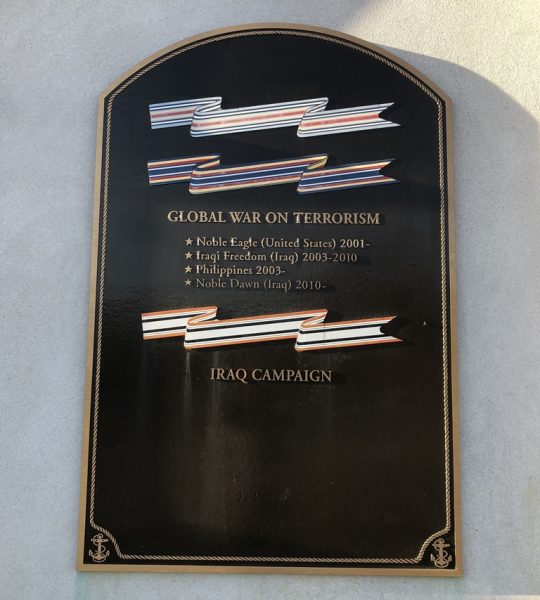 GLOBAL WAR ON TERRORISM
★ Noble Eagle (United States) 2001-
★ Iraqi Freedom (Iraq) 2003-2010
★ Philippines 2003-
★ Noble Dawn (Iraq) 2010-
IRAQ CAMPAIGN